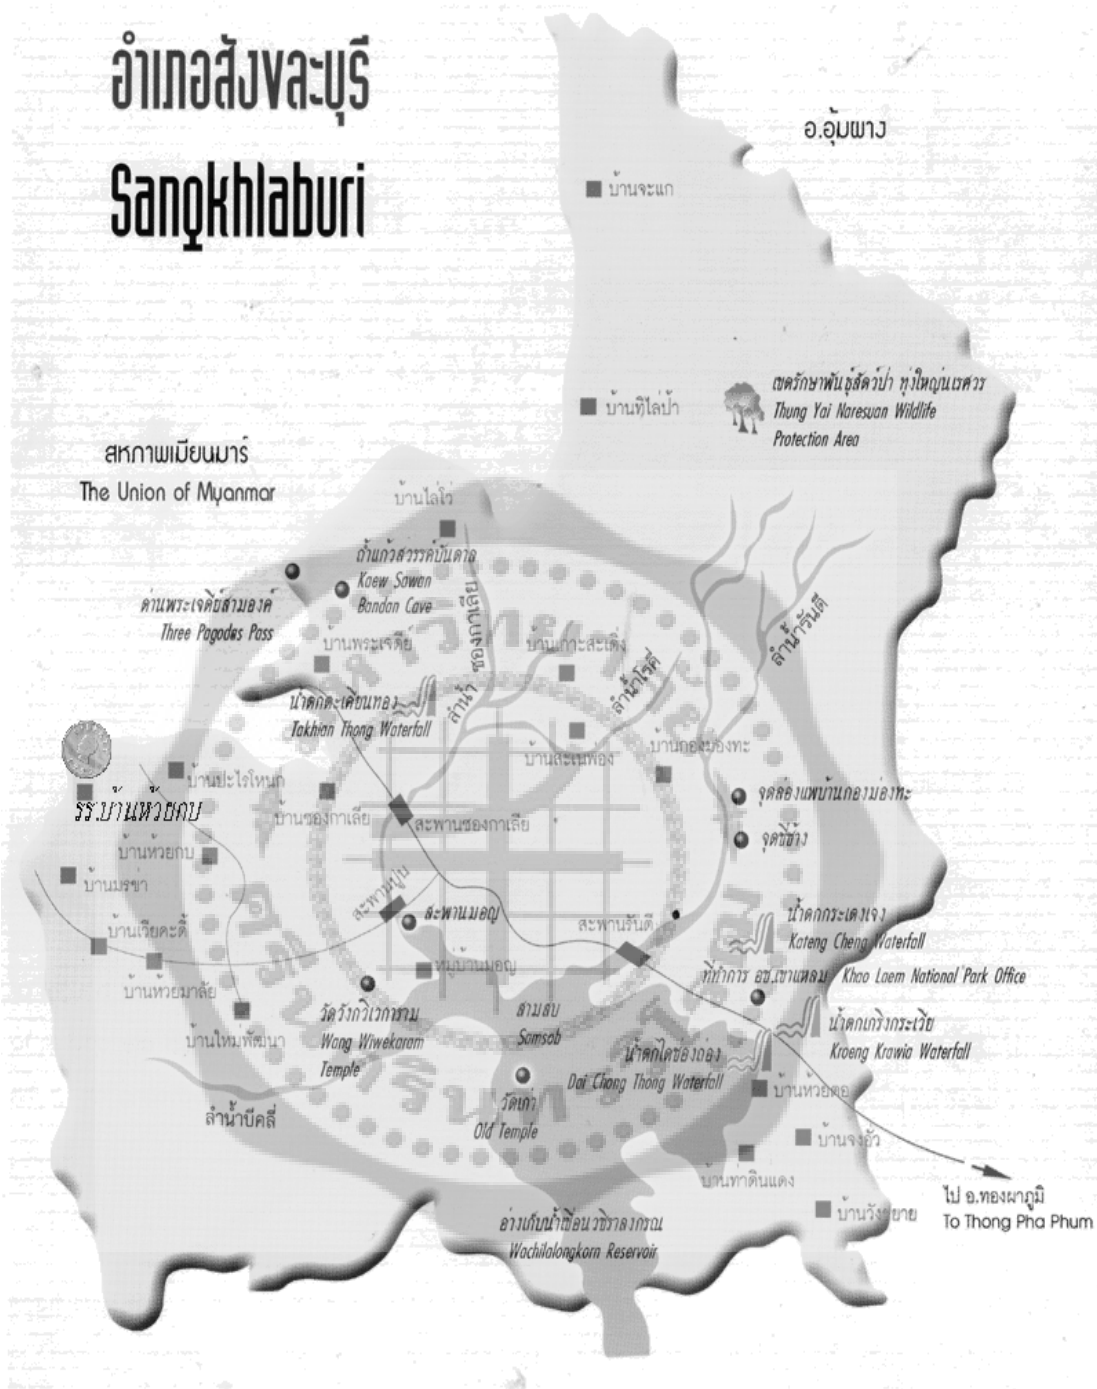 อำเภอสังขละบุรี
Sangkhlaburi
อ.อุ้มผาง
บ้านจะแก
เขตรักษาพันธุ์สัตว์ป่า ทุ่งใหญ่นเรศวร
Thung Yai Naresuan Wildlife
Protection Area
บ้านทิไล่ป้า
สหภาพเมียนมาร์
The Union of Myanmar
บ้านไล่โว่
ถ้ำแก้วสวรรค์บันดาล
Kaew Sawan
Bandan Cave
ด่านพระเจดีย์สามองค์
Three Pagodas Pass
บ้านพระเจดีย์
บ้านเกาะสะเดิ่ง
ลำน้ำรันตี
ลำน้ำโรคี่
ลำน้ำ
ซองกาเลีย
น้ำตกตะเคียนทอง
Takhian Thong Waterfall
บ้านสะเนพ่อง
บ้านกองม่องทะ
บ้านปะไรโหนก
รร.บ้านห้วยกบ
บ้านซองกาเลีย
สะพานซองกาเลีย
จุดล่องแพบ้านกองม่องทะ
จุดขี่ช้าง
บ้านห้วยกบ
บ้านมรข่า
สะพานปูน
สะพานมอญ
สะพานรันตี
น้ำตกกระเตงเจง
Kateng Cheng Waterfall
บ้านเวียคะดี้
บ้านห้วยมาลัย
หมู่บ้านมอญ
ที่ทำการ อช.เขาแหลม Khao Laem National Park Office
วัดวังก์วิเวการาม
Wang Wiwekaram
Temple
สามสบ
Samsob
น้ำตกเกริงกระเวีย
Kroeng Krawia Waterfall
บ้านใหม่พัฒนา
น้ำตกไดช่องถ่อง
Dai Chong Thong Waterfall
บ้านห้วยตอ
ลำน้ำบีคลี่
วัดเก่า
Old Temple
บ้านจงอั่ว
บ้านท่าดินแดง
ไป อ.ทองผาภูมิ
To Thong Pha Phum
บ้านวังขยาย
อ่างเก็บน้ำเขื่อนวชิราลงกรณ
Wachilalongkorn Reservoir